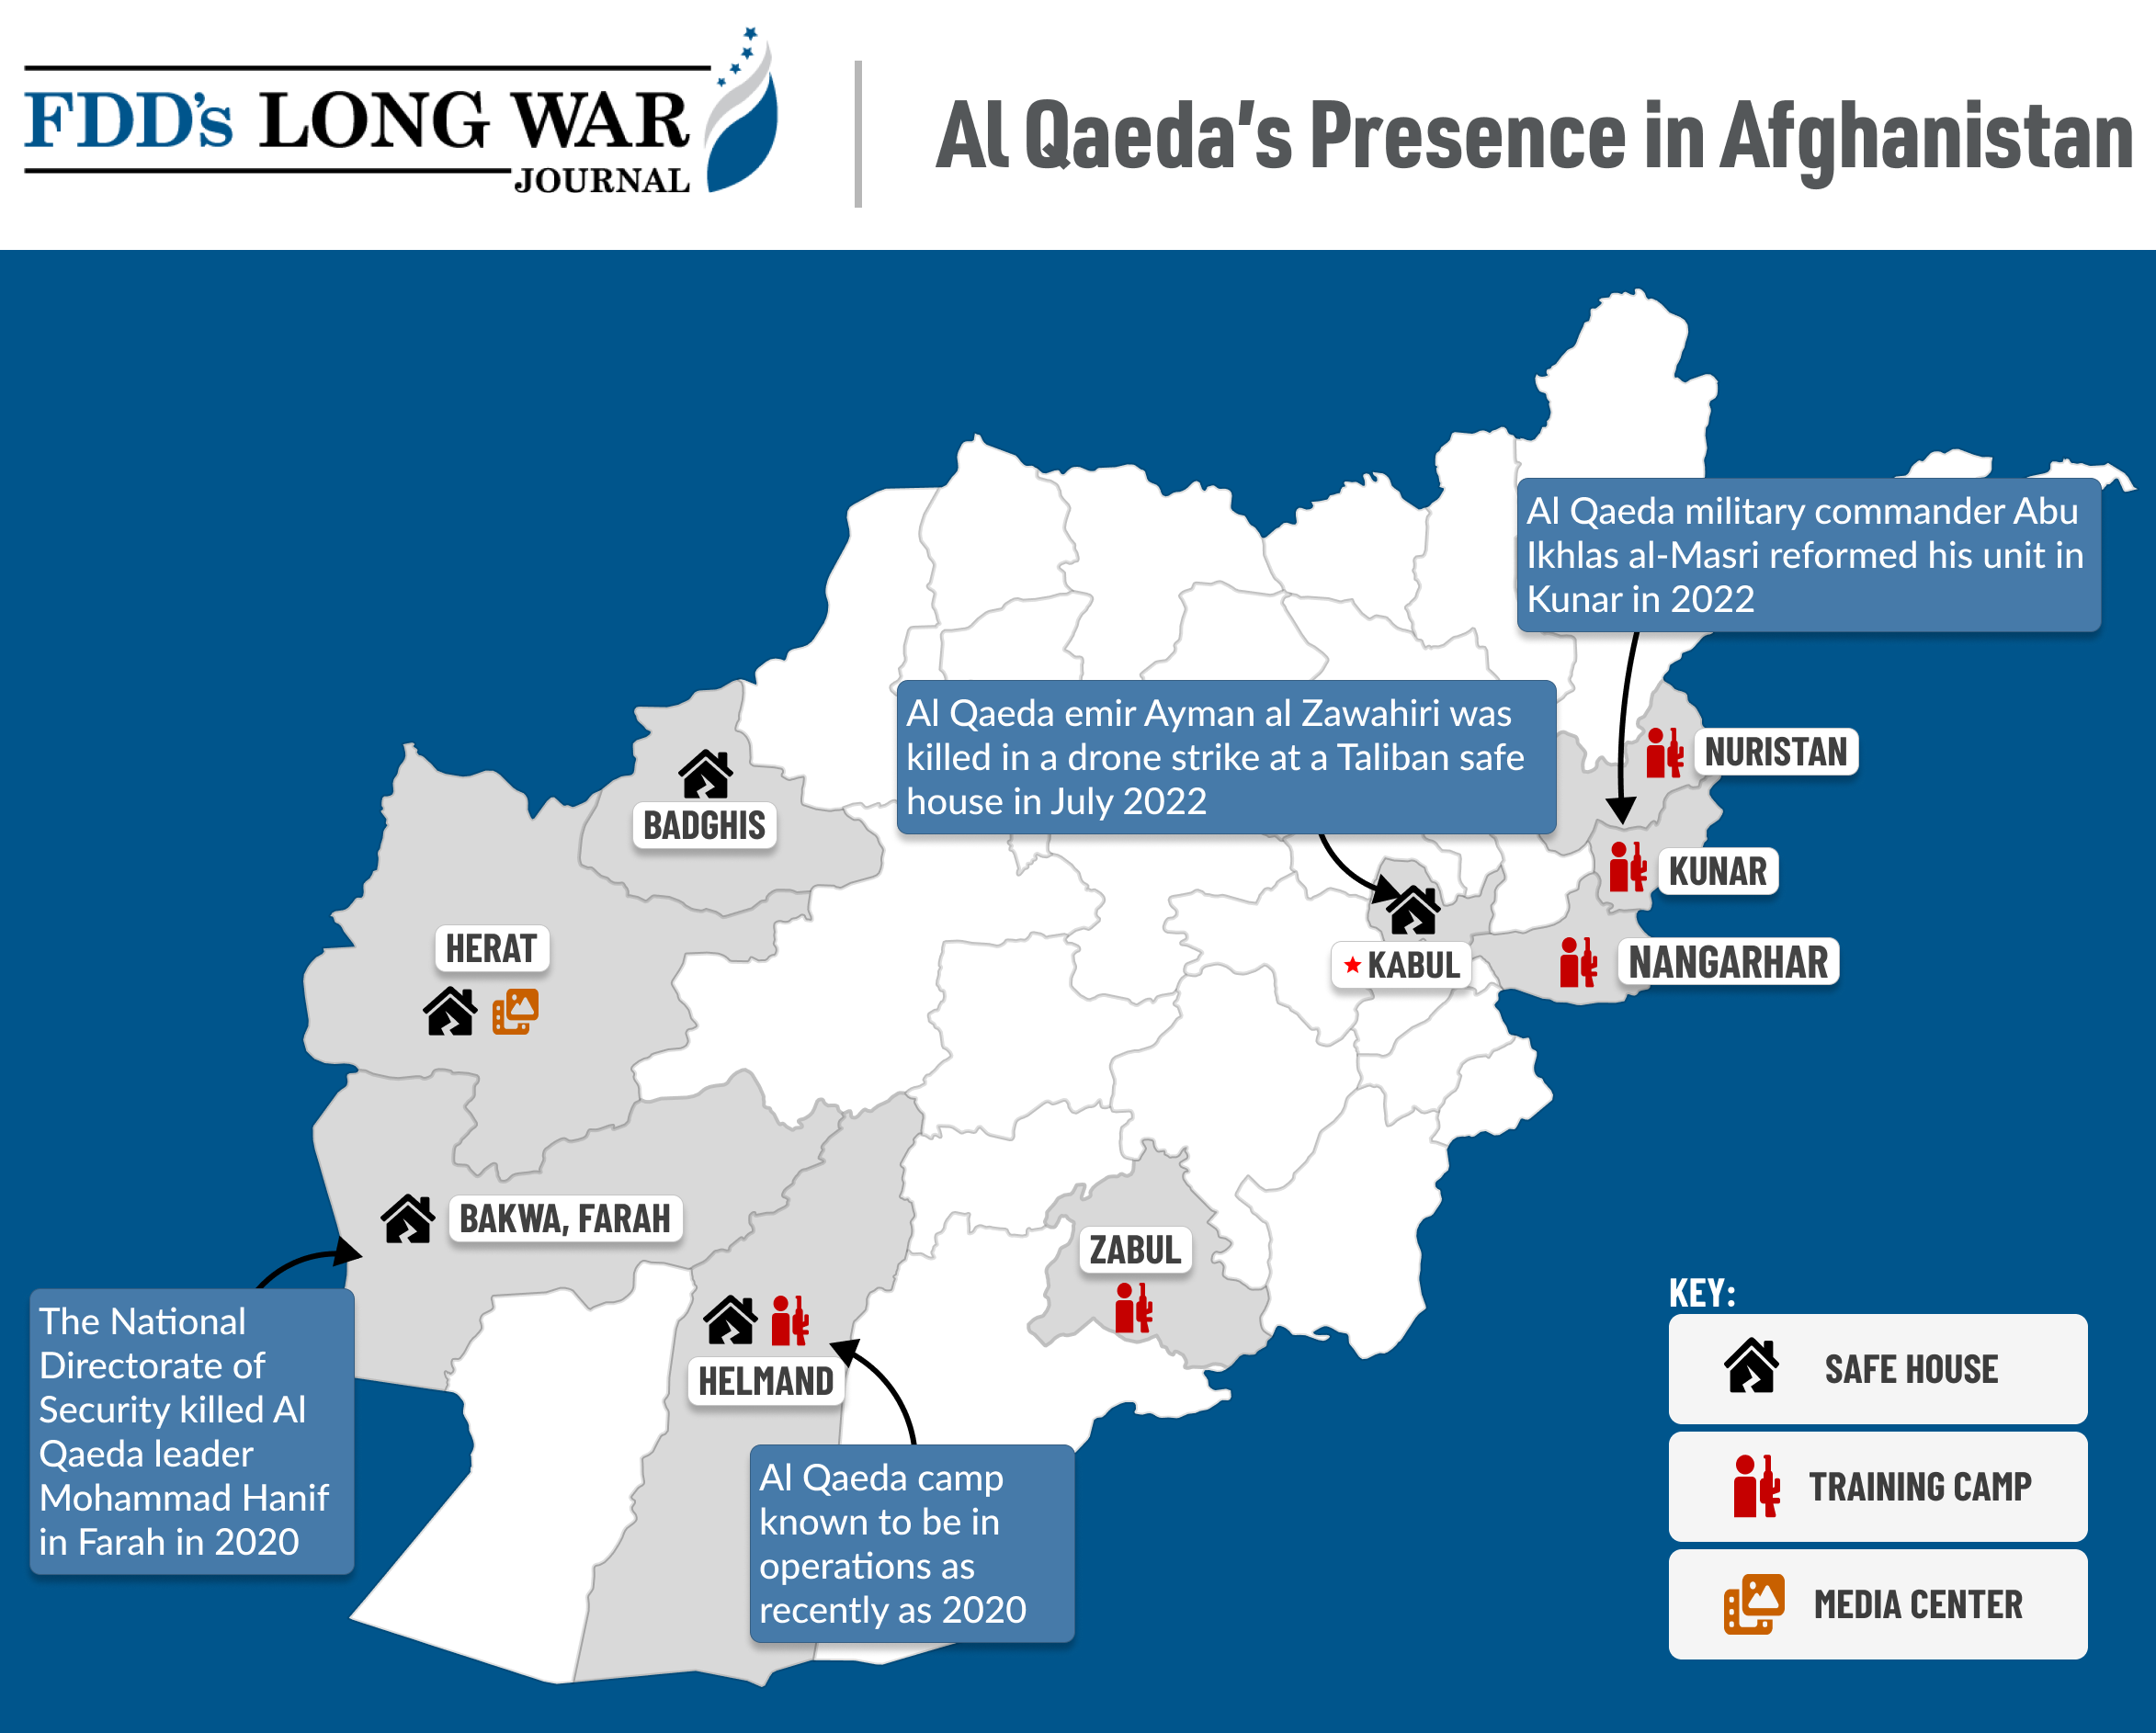 FDD's LONG WAR
JOURNAL
Al Qaeda's Presence in Afghanistan
Al Qaeda military commander Abu
Ikhlas al-Masri reformed his unit in
Kunar in 2022
Al Qaeda emir Ayman al Zawahiri was
killed in a drone strike at a Taliban safe
house in July 2022
NURISTAN
BADGHIS
KUNAR
HERAT
KABUL
NANGARHAR
BAKWA, FARAH
ZABUL
The National
Directorate of
Security killed Al
Qaeda leader
Mohammad Hanif
in Farah in 2020
HELMAND
Al Qaeda camp
known to be in
operations as
recently as 2020
KEY:
SAFE HOUSE
TRAINING CAMP
MEDIA CENTER